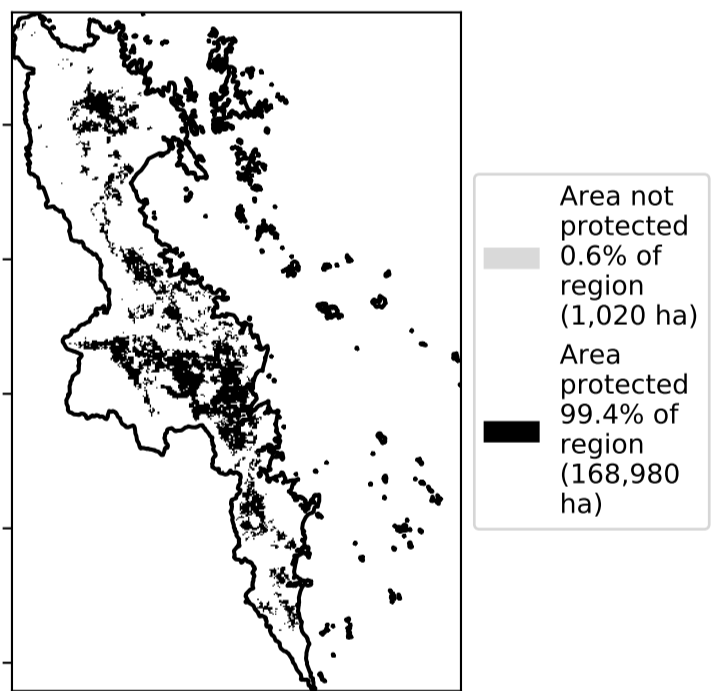 Area not
protected
0.6% of
region
(1,020 ha)
Area
protected
99.4% of
region
(168,980
ha)